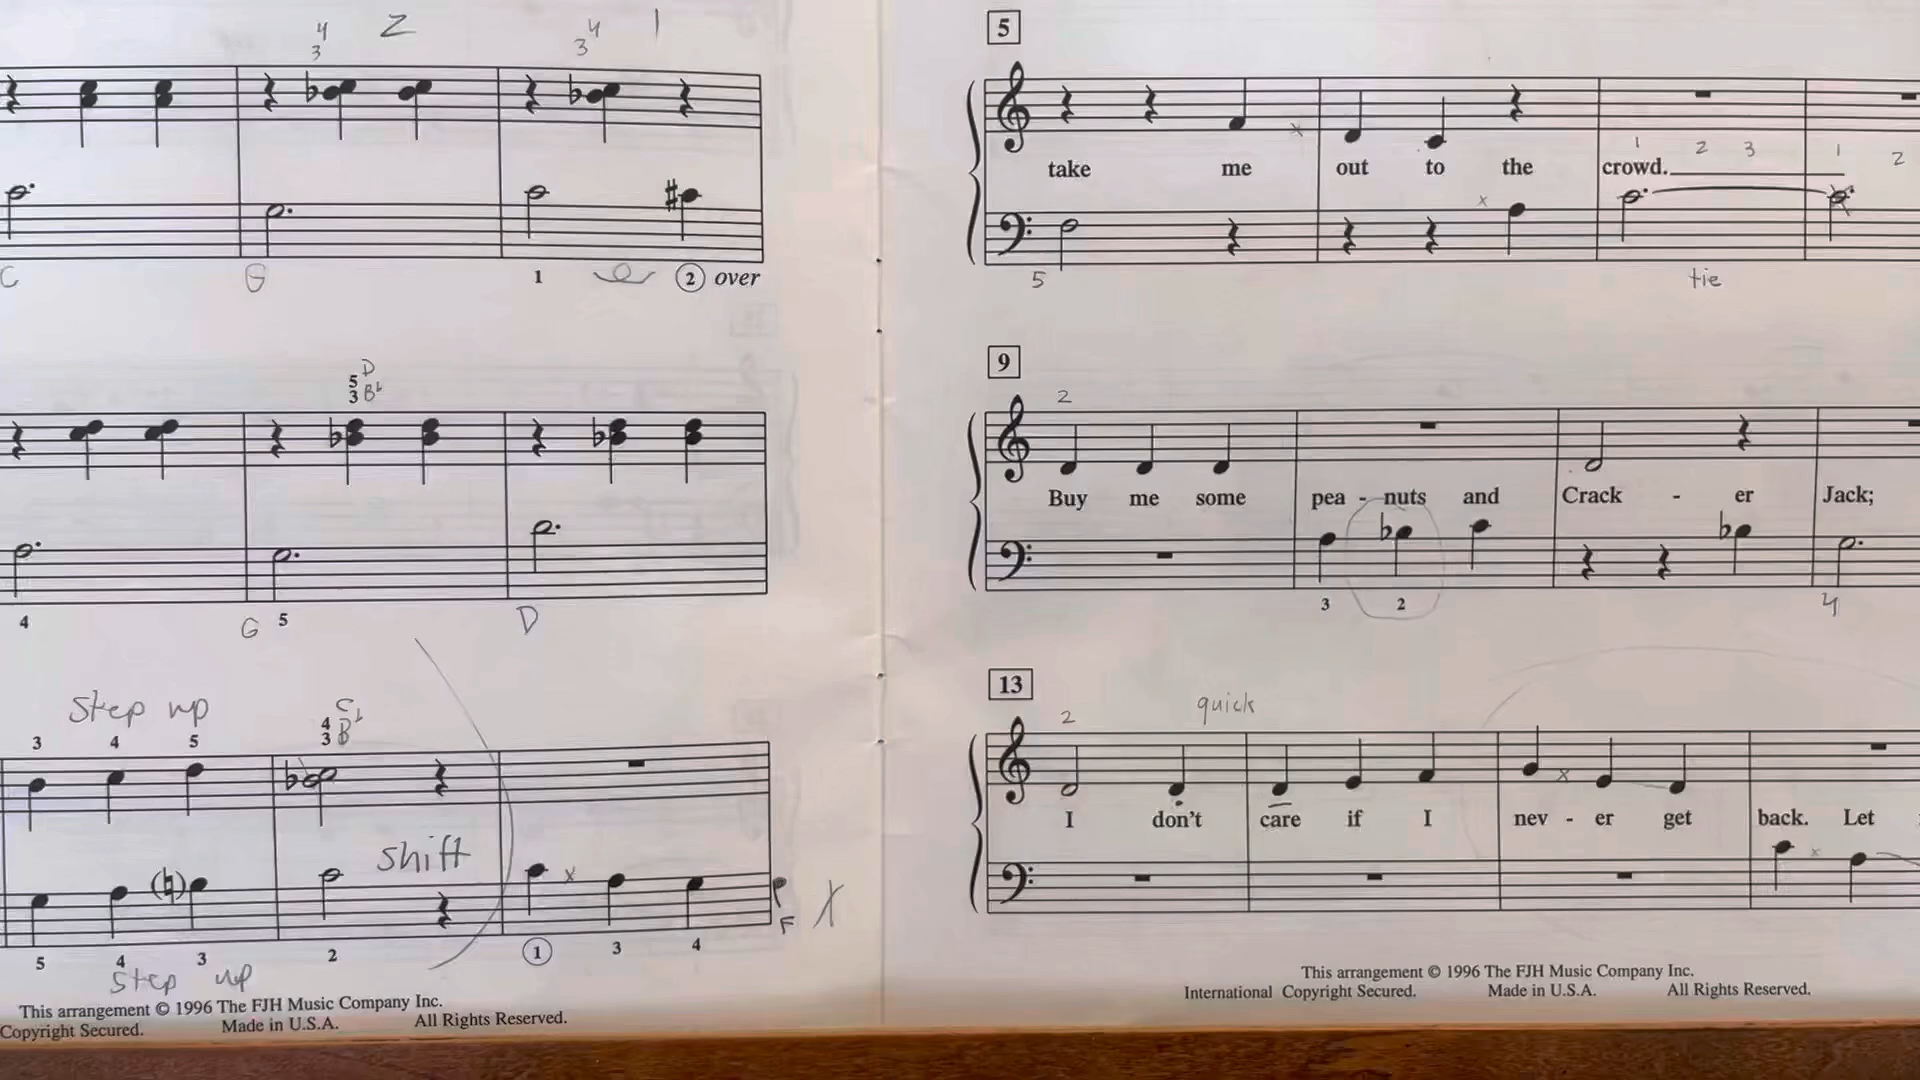 4 2 4 1
3 3
C G 1 2 over
5 D
3 B♭
4 G 5 D
step up
3 4 5 4 C
3 B♭
shift
5 4 3 2 1 3 4
F
step up
This arrangement © 1996 The FJH Music Company Inc.
Copyright Secured. Made in U.S.A. All Rights Reserved.
5
take me out to the crowd.
1 2 3 1 2
5 tie
9
2
Buy me some pea - nuts and Crack - er Jack;
3 2 4
13
2 quick
I don't care if I nev - er get back. Let
This arrangement © 1996 The FJH Music Company Inc.
International Copyright Secured. Made in U.S.A. All Rights Reserved.